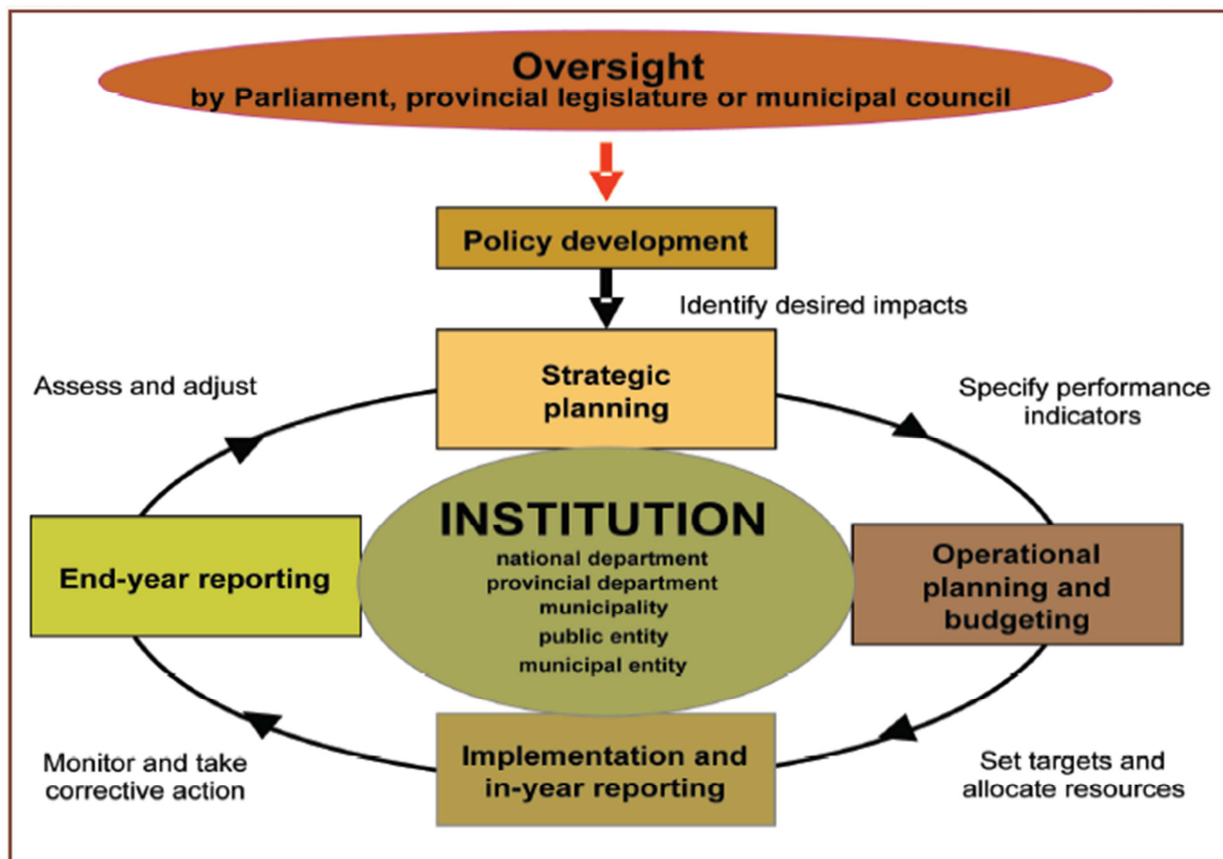 Oversight
by Parliament, provincial legislature or municipal council
Policy development
Identify desired impacts
Strategic
planning
Assess and adjust
Specify performance
indicators
INSTITUTION
national department
provincial department
municipality
public entity
municipal entity
End-year reporting
Operational
planning and
budgeting
Implementation and
in-year reporting
Monitor and take
corrective action
Set targets and
allocate resources